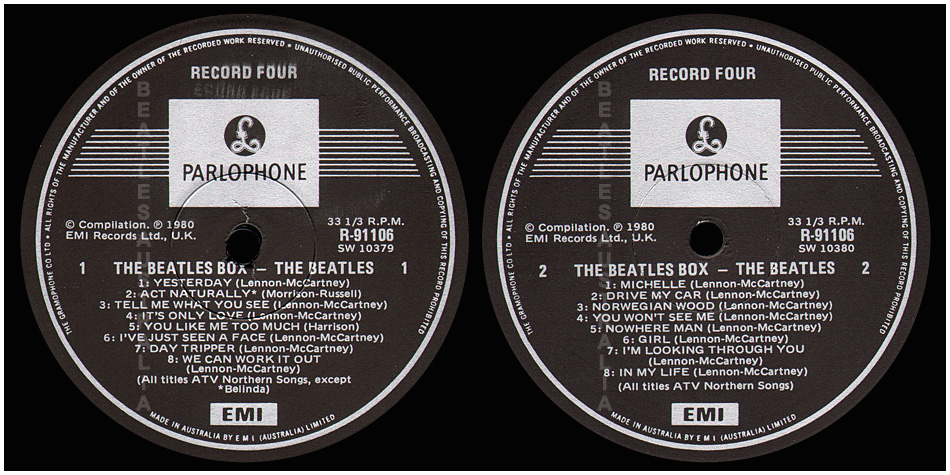 THE GRAMOPHONE CO LTD • ALL RIGHTS OF THE MANUFACTURER AND OF THE OWNER OF THE RECORDED WORK RESERVED • UNAUTHORISED PUBLIC PERFORMANCE BROADCASTING AND COPYING OF THIS RECORD PROHIBITED
RECORD FOUR
£
PARLOPHONE
© Compilation. ℗ 1980
EMI Records Ltd., U.K.
33 1/3 R.P.M.
R-91106
SW 10379
1 THE BEATLES BOX — THE BEATLES 1
1: YESTERDAY (Lennon-McCartney)
2: ACT NATURALLY* (Morrison-Russell)
3: TELL ME WHAT YOU SEE (Lennon-McCartney)
4: IT'S ONLY LOVE (Lennon-McCartney)
5: YOU LIKE ME TOO MUCH (Harrison)
6: I'VE JUST SEEN A FACE (Lennon-McCartney)
7: DAY TRIPPER (Lennon-McCartney)
8: WE CAN WORK IT OUT
(Lennon-McCartney)
(All titles ATV Northern Songs, except
*Belinda)
EMI
MADE IN AUSTRALIA BY E M I (AUSTRALIA) LIMITED
BEATLESAUSTRALIA
THE GRAMOPHONE CO LTD • ALL RIGHTS OF THE MANUFACTURER AND OF THE OWNER OF THE RECORDED WORK RESERVED • UNAUTHORISED PUBLIC PERFORMANCE BROADCASTING AND COPYING OF THIS RECORD PROHIBITED
RECORD FOUR
£
PARLOPHONE
© Compilation. ℗ 1980
EMI Records Ltd., U.K.
33 1/3 R.P.M.
R-91106
SW 10380
2 THE BEATLES BOX — THE BEATLES 2
1: MICHELLE (Lennon-McCartney)
2: DRIVE MY CAR (Lennon-McCartney)
3: NORWEGIAN WOOD (Lennon-McCartney)
4: YOU WON'T SEE ME (Lennon-McCartney)
5: NOWHERE MAN (Lennon-McCartney)
6: GIRL (Lennon-McCartney)
7: I'M LOOKING THROUGH YOU
(Lennon-McCartney)
8: IN MY LIFE (Lennon-McCartney)
(All titles ATV Northern Songs)
EMI
MADE IN AUSTRALIA BY E M I (AUSTRALIA) LIMITED
BEATLESAUSTRALIA